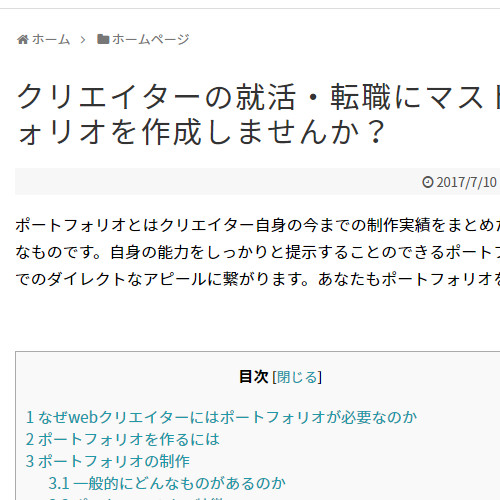 ホーム > ホームページ
クリエイターの就活・転職にマスト
ォリオを作成しませんか？
2017/7/10
ポートフォリオとはクリエイター自身の今までの制作実績をまとめ
なものです。自身の能力をしっかりと提示することのできるポートフ
でのダイレクトなアピールに繋がります。あなたもポートフォリオを
目次 [閉じる]
1 なぜwebクリエイターにはポートフォリオが必要なのか
2 ポートフォリオを作るには
3 ポートフォリオの制作
3.1 一般的にどんなものがあるのか